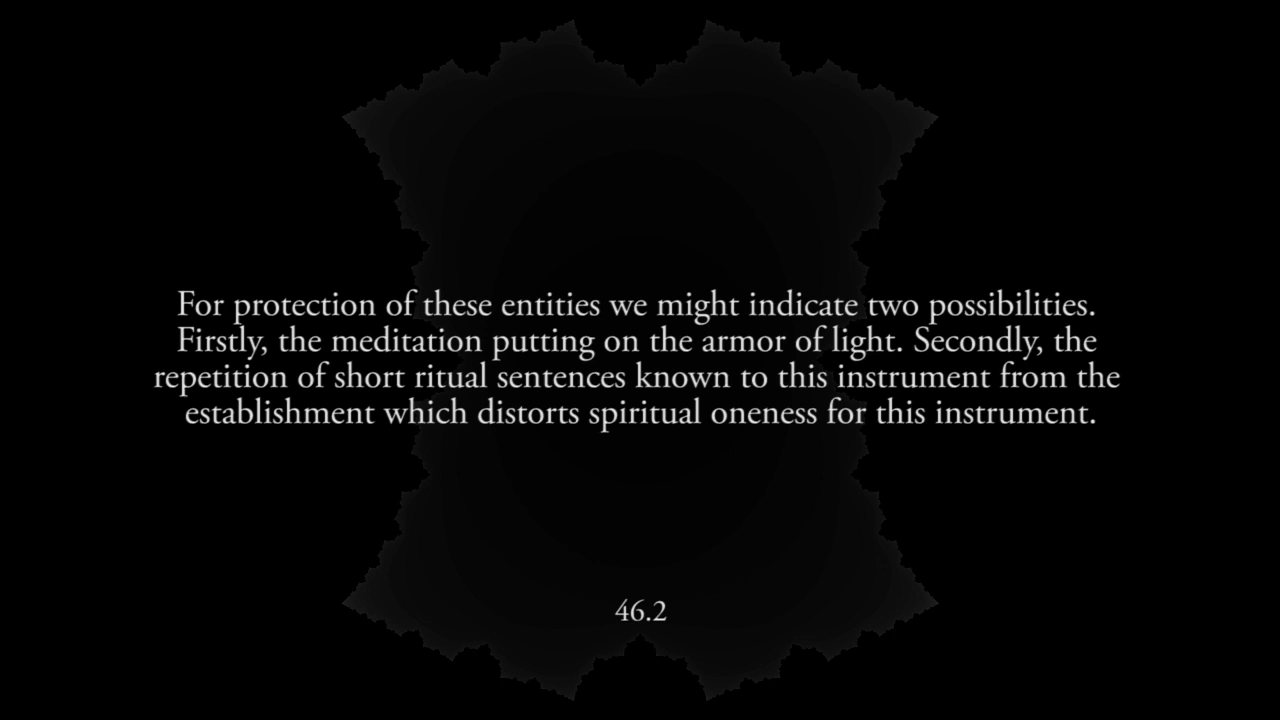 For protection of these entities we might indicate two possibilities.
Firstly, the meditation putting on the armor of light. Secondly, the
repetition of short ritual sentences known to this instrument from the
establishment which distorts spiritual oneness for this instrument.
46.2